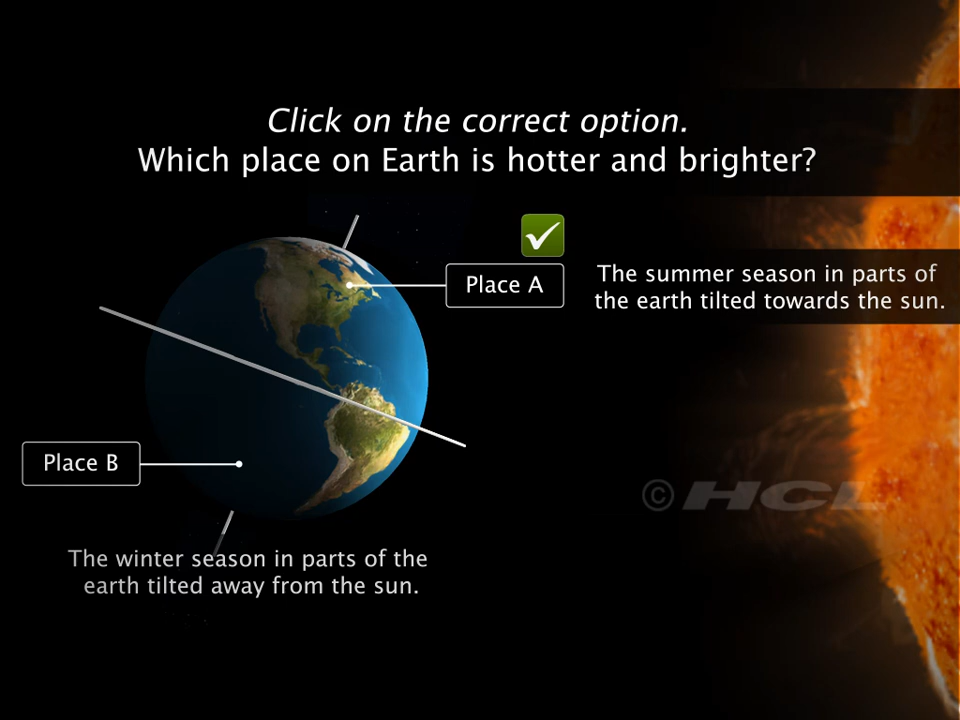 Click on the correct option.
Which place on Earth is hotter and brighter?
Place A
The summer season in parts of
the earth tilted towards the sun.
Place B
© HCL
The winter season in parts of the
earth tilted away from the sun.